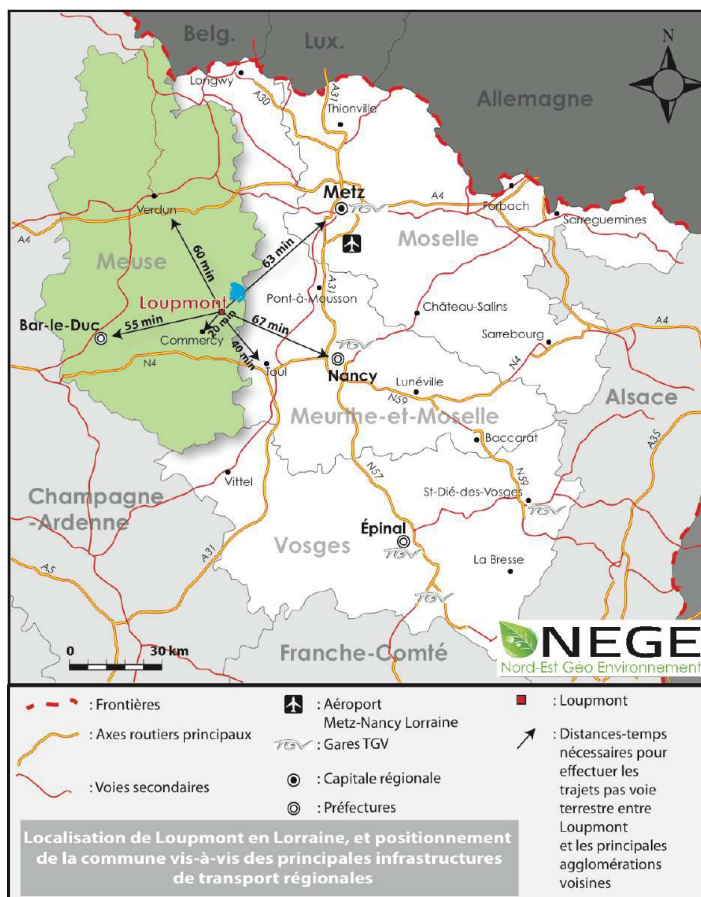 Belg.
Lux.
N
Longwy
A30
A31
Thionville
Allemagne
Metz
TGV
A4
Forbach
Sarreguemines
Verdun
A4
Moselle
Meuse
60 min
63 min
A31
Loupmont
Pont-à-Mousson
Château-Salins
Bar-le-Duc
55 min
67 min
Commercy
40 min
Sarrebourg
A4
TGV
N4
Toul
Nancy
N4
Lunéville
Alsace
N59
Meurthe-et-Moselle
Baccarat
A35
Champagne
-Ardenne
Vittel
N57
N59
St-Dié-des-Vosges
TGV
Épinal
Vosges
TGV
A31
La Bresse
A5
TGV
0 30 km
Franche-Comté
NEGE
Nord-Est Géo Environnement
: Frontières
: Axes routiers principaux
: Voies secondaires
: Aéroport
Metz-Nancy Lorraine
TGV : Gares TGV
: Capitale régionale
: Préfectures
: Loupmont
: Distances-temps
nécessaires pour
effectuer les
trajets pas voie
terrestre entre
Loupmont
et les principales
agglomérations
voisines
Localisation de Loupmont en Lorraine, et positionnement
de la commune vis-à-vis des principales infrastructures
de transport régionales